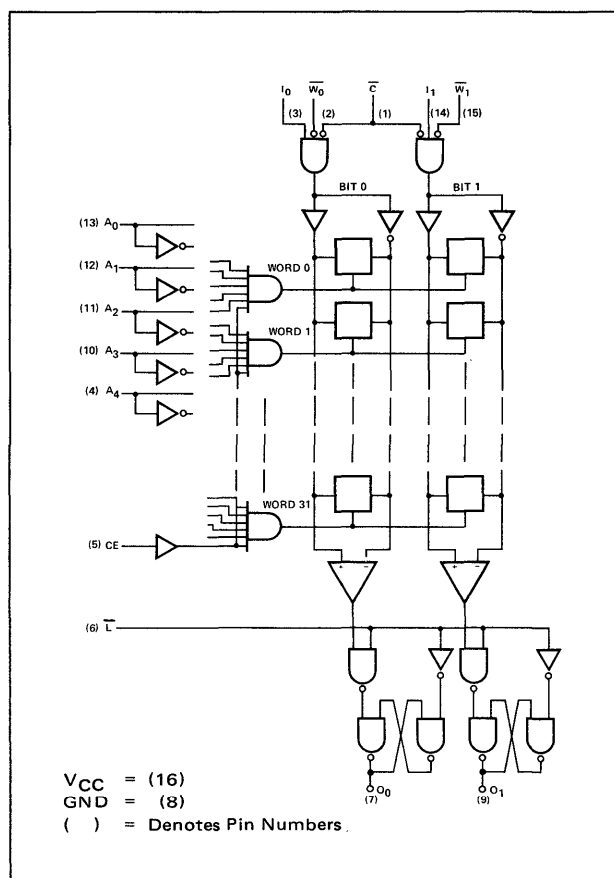 I0 W̅0̅ C̅ I1 W̅1̅
(3) (2) (1) (14) (15)
BIT 0 BIT 1
(13) A0
(12) A1
WORD 0
(11) A2
WORD 1
(10) A3
(4) A4
WORD 31
(5) CE
+ − + −
(6) L̅
VCC = (16)
GND = (8)
( ) = Denotes Pin Numbers
(7) O0 (9) O1